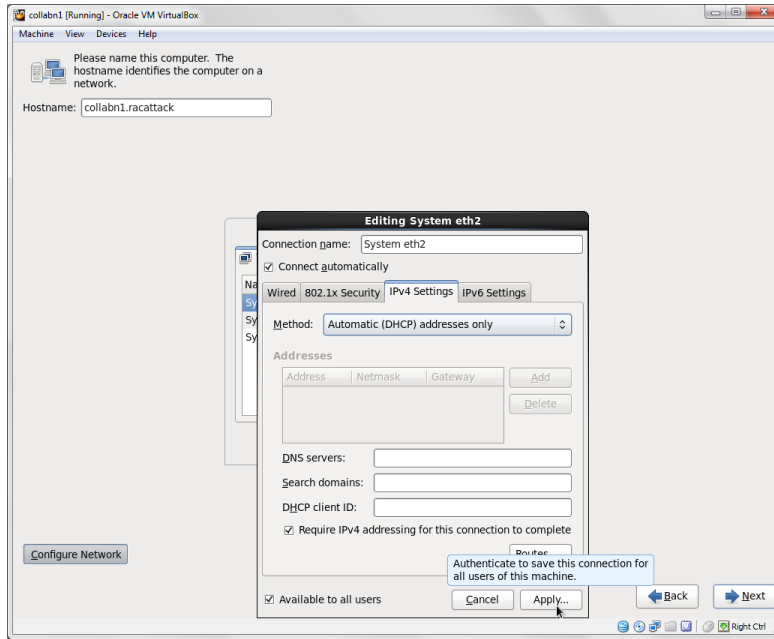 collabn1 [Running] - Oracle VM VirtualBox
Machine View Devices Help
Please name this computer. The
hostname identifies the computer on a
network.
Hostname: collabn1.racattack
Editing System eth2
Connection name: System eth2
Connect automatically
Na
Sy
Sy
Sy
Wired 802.1x Security IPv4 Settings IPv6 Settings
Method: Automatic (DHCP) addresses only
Addresses
Address Netmask Gateway Add
Delete
DNS servers:
Search domains:
DHCP client ID:
Require IPv4 addressing for this connection to complete
Routes...
Configure Network
Authenticate to save this connection for
all users of this machine.
Available to all users Cancel Apply...
Back Next
Right Ctrl